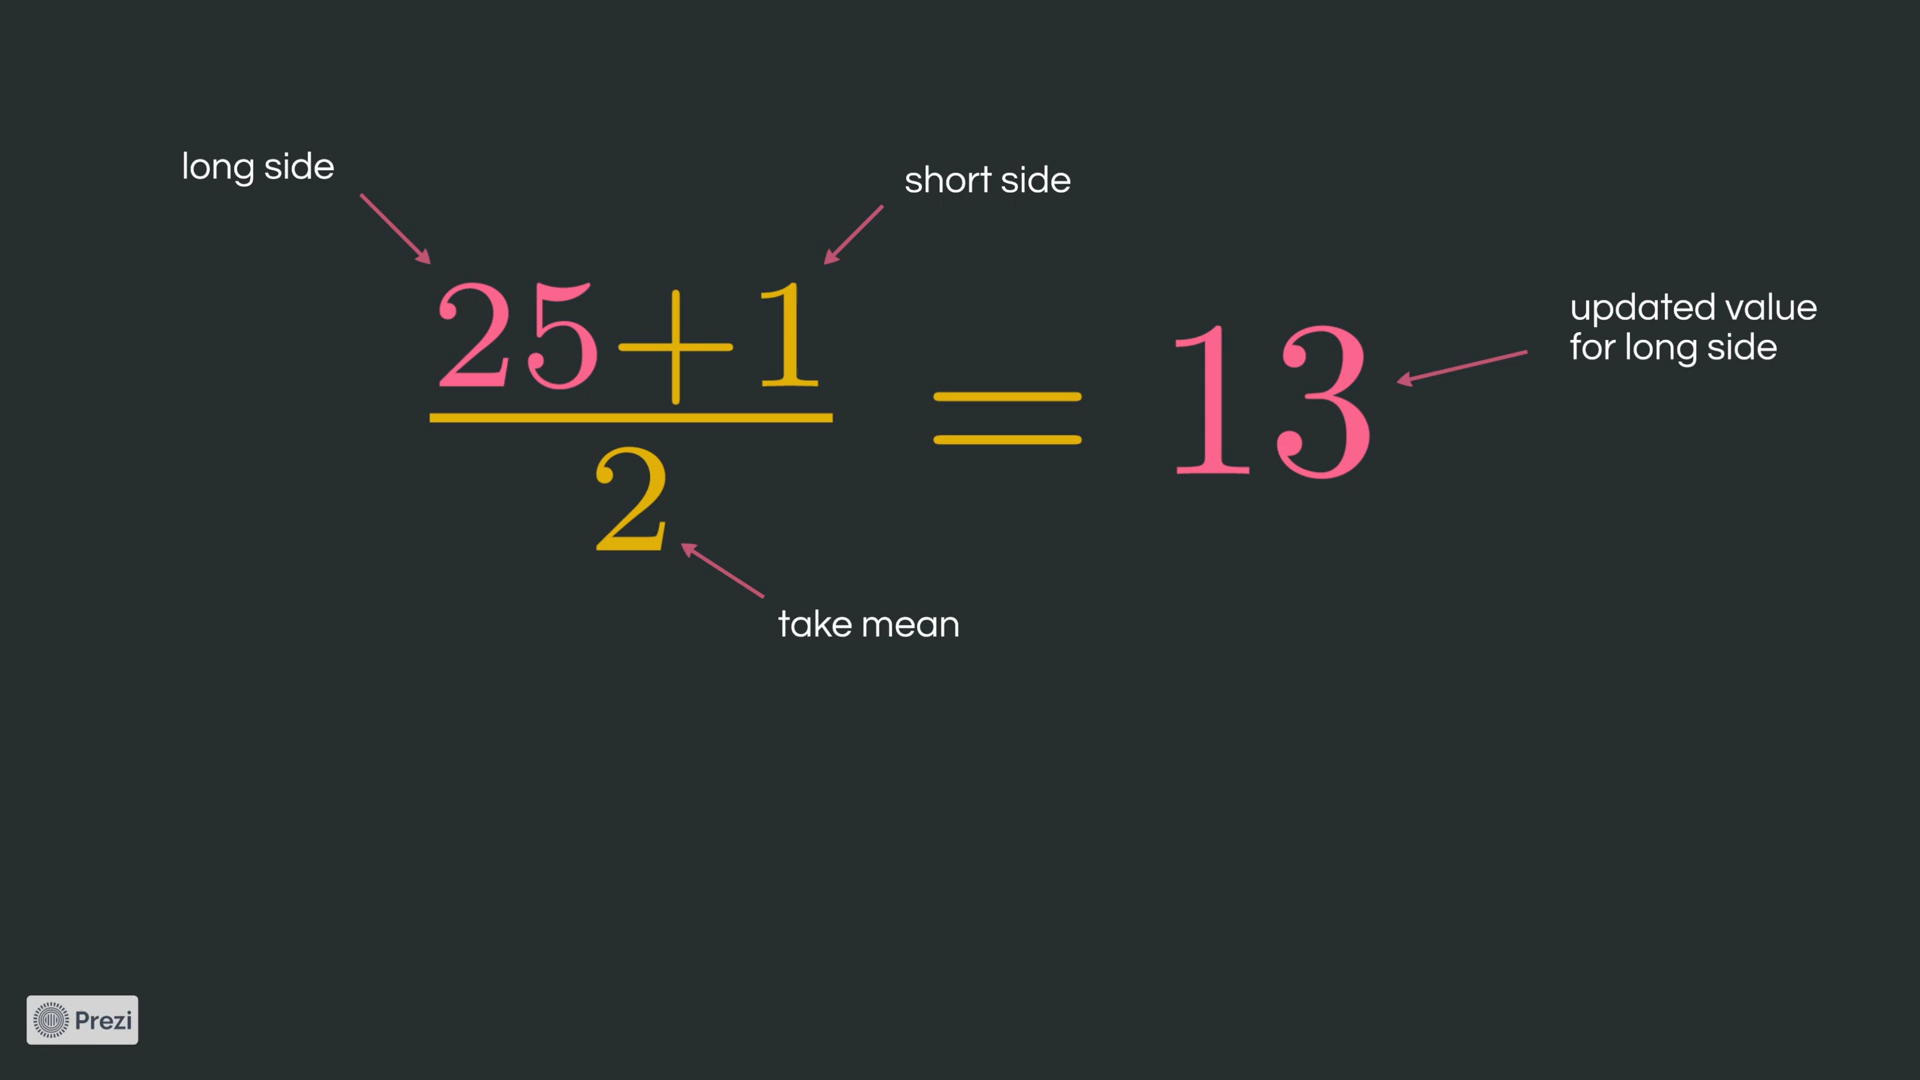 long side
short side
25+1
2
= 13
updated value
for long side
take mean
Prezi